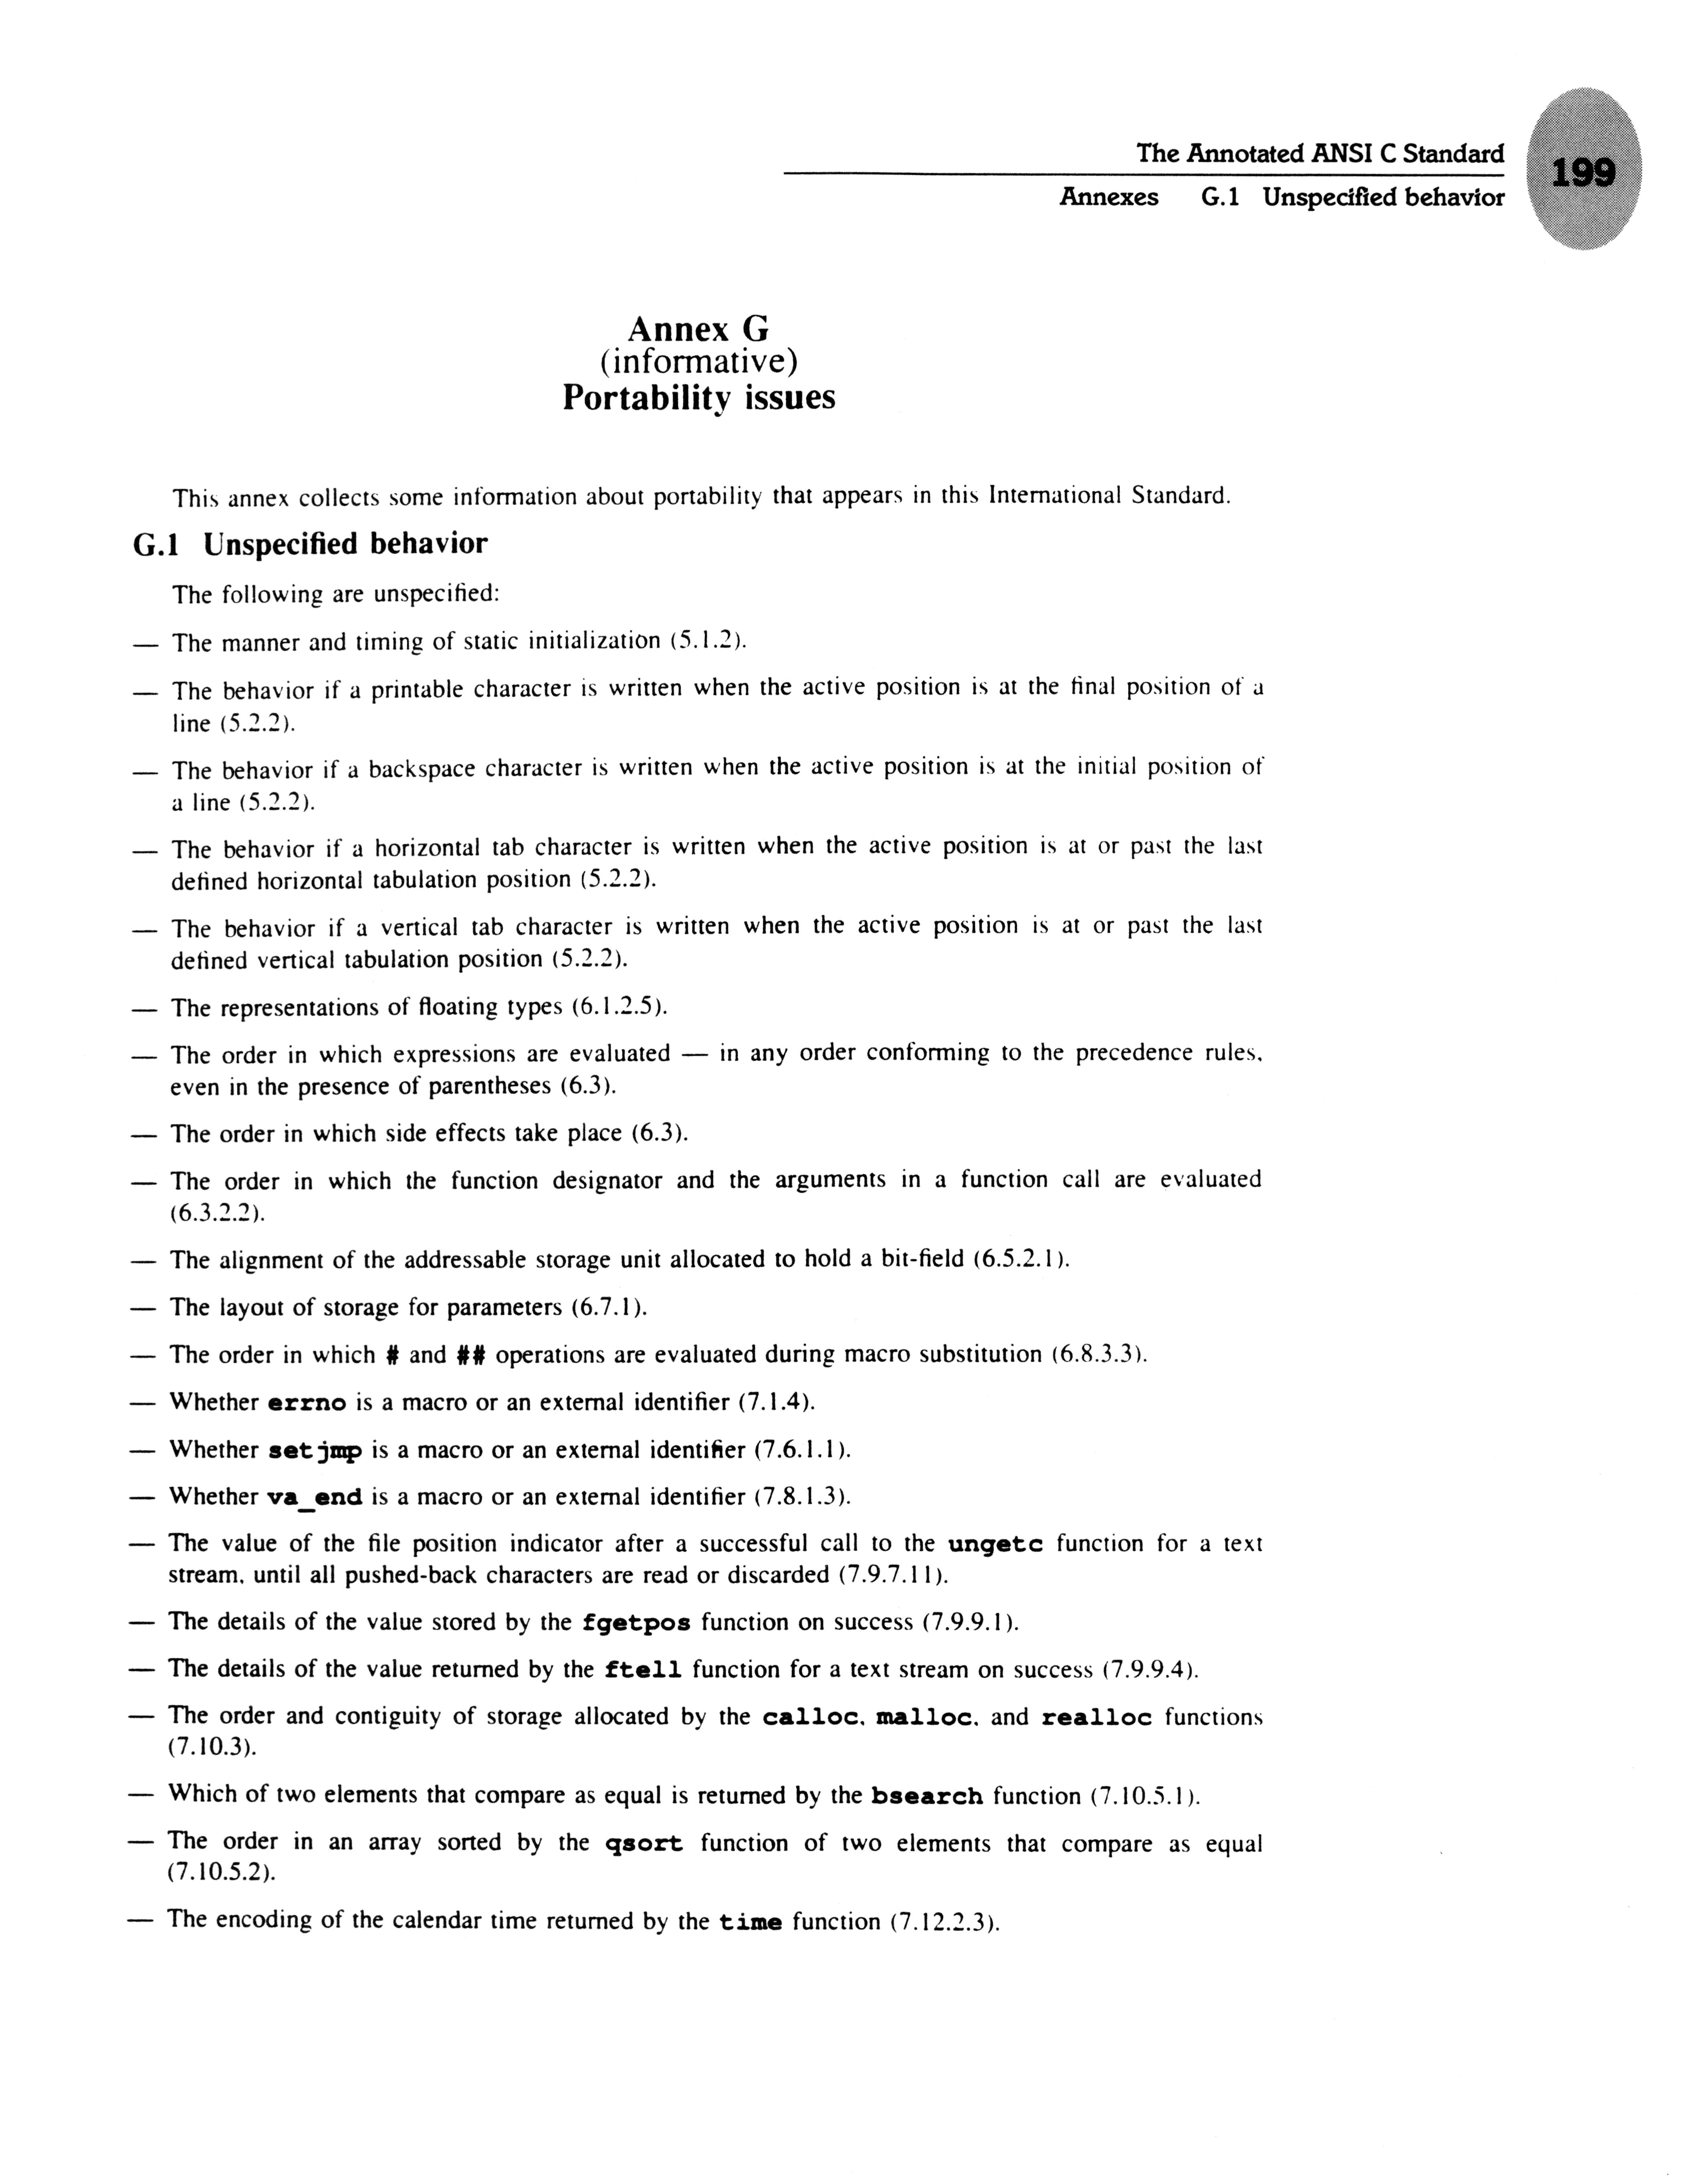 The Annotated ANSI C Standard
199
Annexes G.1 Unspecified behavior
Annex G
(informative)
Portability issues
This annex collects some information about portability that appears in this International Standard.
G.1 Unspecified behavior
The following are unspecified:
— The manner and timing of static initialization (5.1.2).
— The behavior if a printable character is written when the active position is at the final position of a
line (5.2.2).
— The behavior if a backspace character is written when the active position is at the initial position of
a line (5.2.2).
— The behavior if a horizontal tab character is written when the active position is at or past the last
defined horizontal tabulation position (5.2.2).
— The behavior if a vertical tab character is written when the active position is at or past the last
defined vertical tabulation position (5.2.2).
— The representations of floating types (6.1.2.5).
— The order in which expressions are evaluated — in any order conforming to the precedence rules,
even in the presence of parentheses (6.3).
— The order in which side effects take place (6.3).
— The order in which the function designator and the arguments in a function call are evaluated
(6.3.2.2).
— The alignment of the addressable storage unit allocated to hold a bit-field (6.5.2.1).
— The layout of storage for parameters (6.7.1).
— The order in which # and ## operations are evaluated during macro substitution (6.8.3.3).
— Whether errno is a macro or an external identifier (7.1.4).
— Whether setjmp is a macro or an external identifier (7.6.1.1).
— Whether va_end is a macro or an external identifier (7.8.1.3).
— The value of the file position indicator after a successful call to the ungetc function for a text
stream, until all pushed-back characters are read or discarded (7.9.7.11).
— The details of the value stored by the fgetpos function on success (7.9.9.1).
— The details of the value returned by the ftell function for a text stream on success (7.9.9.4).
— The order and contiguity of storage allocated by the calloc, malloc, and realloc functions
(7.10.3).
— Which of two elements that compare as equal is returned by the bsearch function (7.10.5.1).
— The order in an array sorted by the qsort function of two elements that compare as equal
(7.10.5.2).
— The encoding of the calendar time returned by the time function (7.12.2.3).